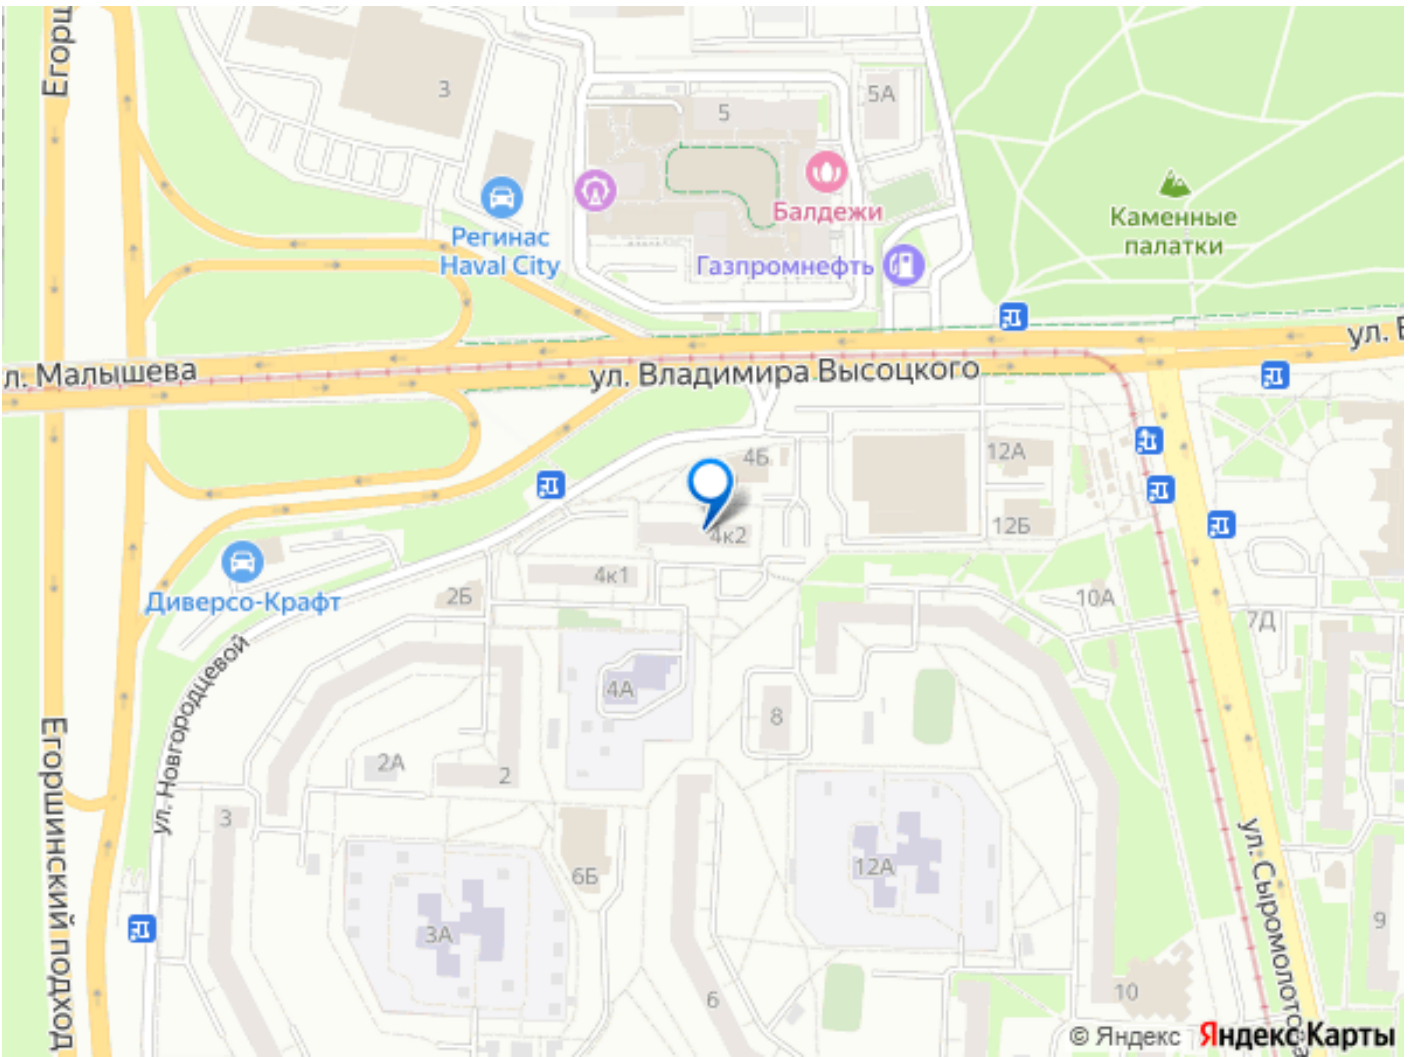 Егорш
3
5
5А
Балдежи
Каменные
палатки
Регинас
Haval City
Газпромнефть
ул. В
л. Малышева
ул. Владимира Высоцкого
4Б
12А
12Б
4к2
4к1
2Б
10А
7Д
Диверсо-Крафт
ул. Новгородцевой
4А
8
1
2А
2
3
Егоршинский подход
6Б
12А
ул. Сыромолотова
3А
9
6
10
© Яндекс Яндекс Карты